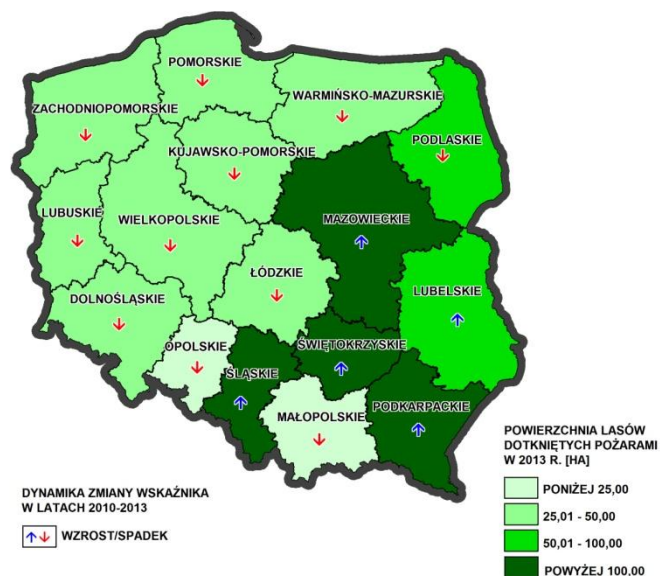 POMORSKIE
WARMIŃSKO-MAZURSKIE
ZACHODNIOPOMORSKIE
PODLASKIE
KUJAWSKO-POMORSKIE
LUBUSKIE
WIELKOPOLSKIE
MAZOWIECKIE
ŁÓDZKIE
LUBELSKIE
DOLNOŚLĄSKIE
OPOLSKIE
ŚWIĘTOKRZYSKIE
ŚLĄSKIE
MAŁOPOLSKIE
PODKARPACKIE
POWIERZCHNIA LASÓW
DOTKNIĘTYCH POŻARAMI
W 2013 R. [HA]
PONIŻEJ 25,00
25,01 - 50,00
50,01 - 100,00
POWYŻEJ 100,00
DYNAMIKA ZMIANY WSKAŹNIKA
W LATACH 2010-2013
WZROST/SPADEK